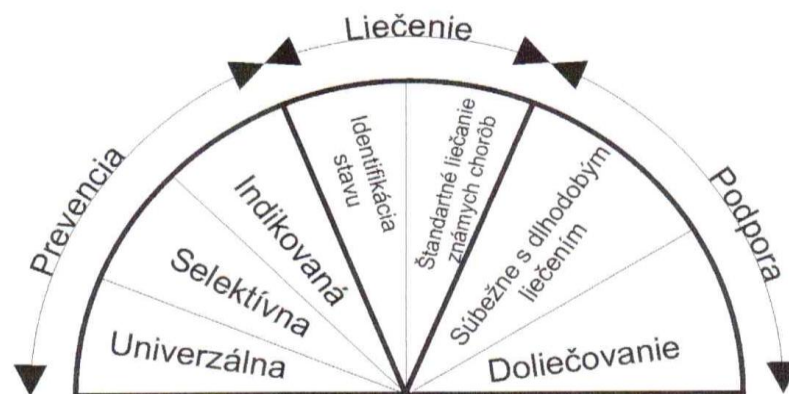 Liečenie
Prevencia
Podpora
Univerzálna
Selektívna
Indikovaná
Identifikácia
stavu
Štandartné liečanie
známych chorôb
Súbežne s dlhodobým
liečením
Doliečovanie